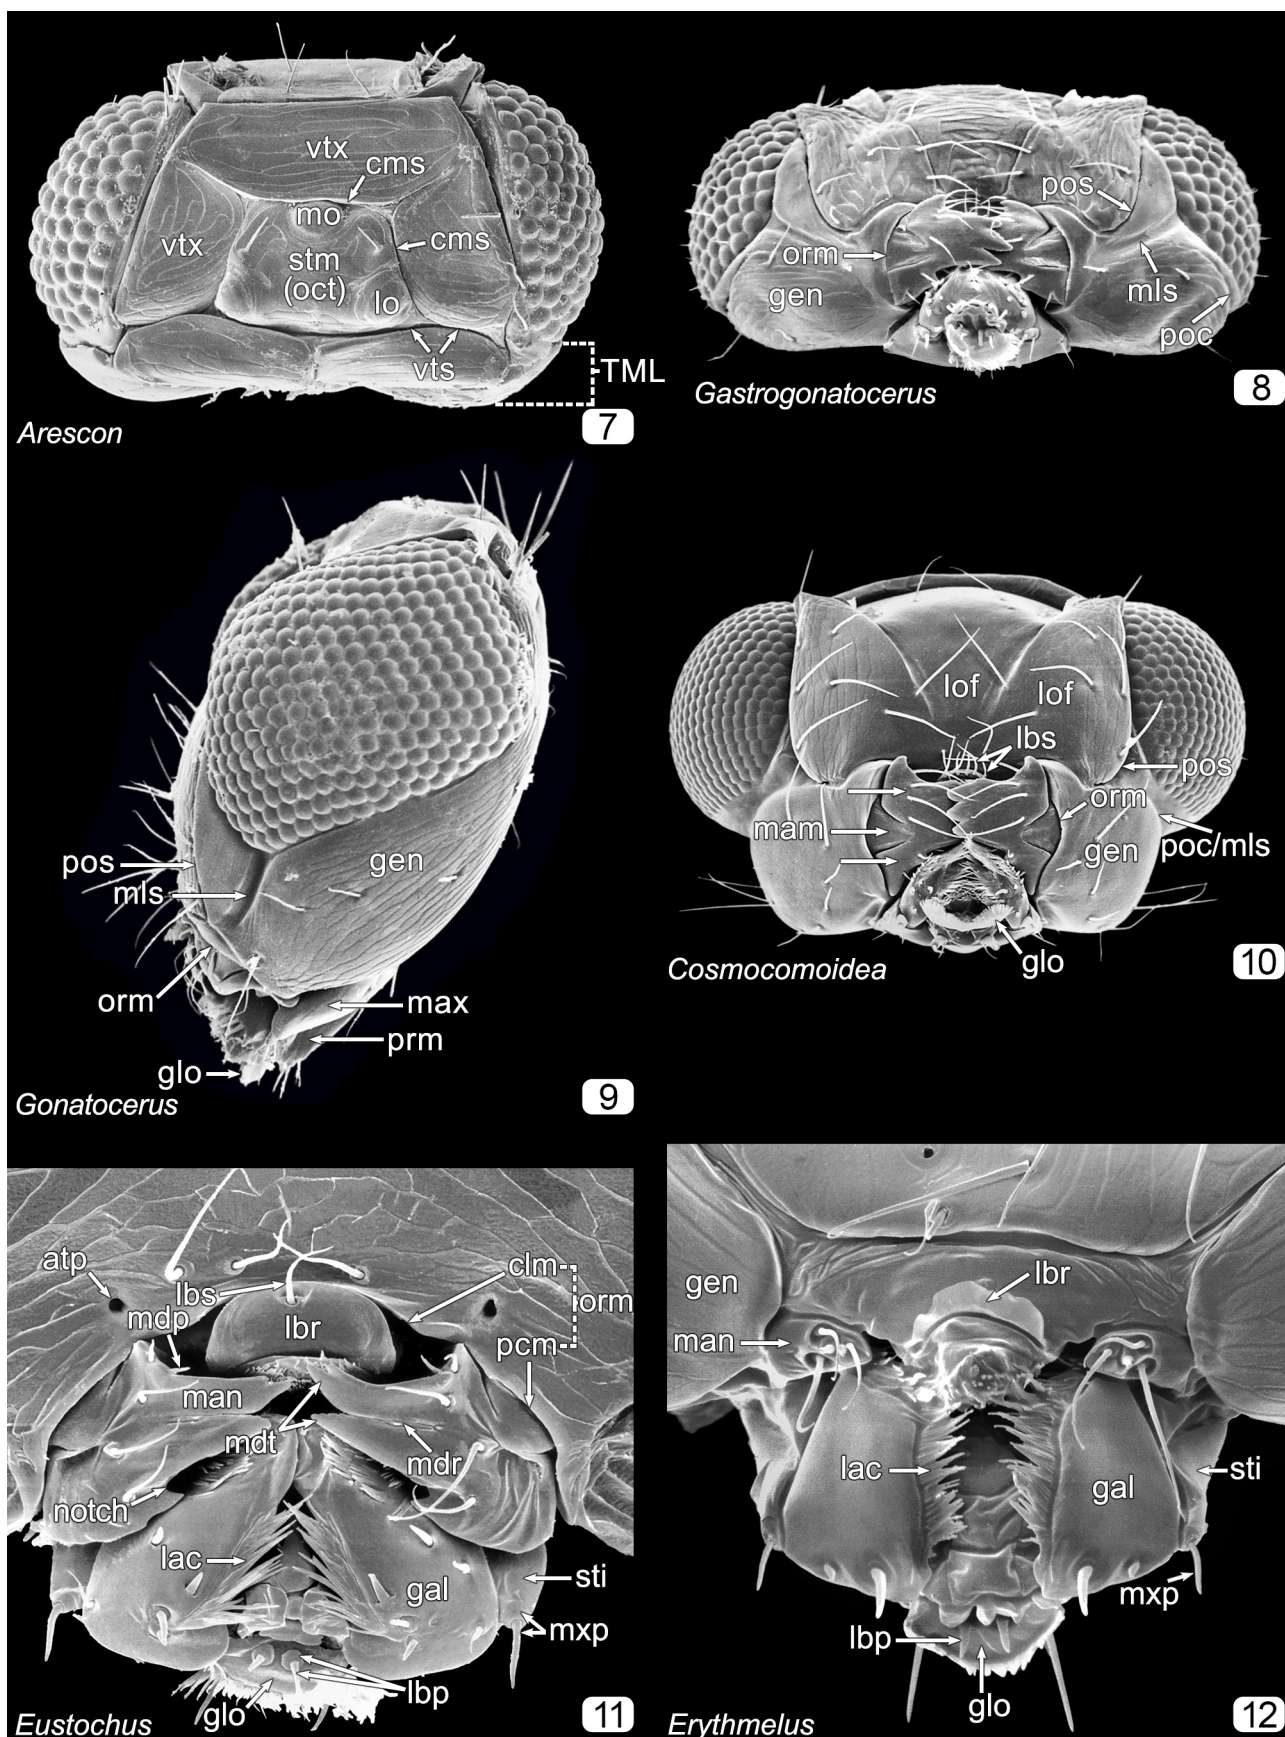 vtx
cms
mo
vtx
cms
stm
(oct)
lo
vts
TML
Arescon
7
pos
orm
gen
mls
poc
Gastrogonatocerus
8
pos
mls
gen
orm
max
prm
glo
Gonatocerus
9
lof
lof
lbs
pos
orm
mam
gen
poc/mls
glo
Cosmocomoidea
10
atp
lbs
clm
mdp
orm
lbr
pcm
man
mdt
mdr
notch
lac
gal
sti
mxp
lbp
glo
Eustochus
11
gen
lbr
man
lac
gal
sti
mxp
lbp
glo
Erythmelus
12